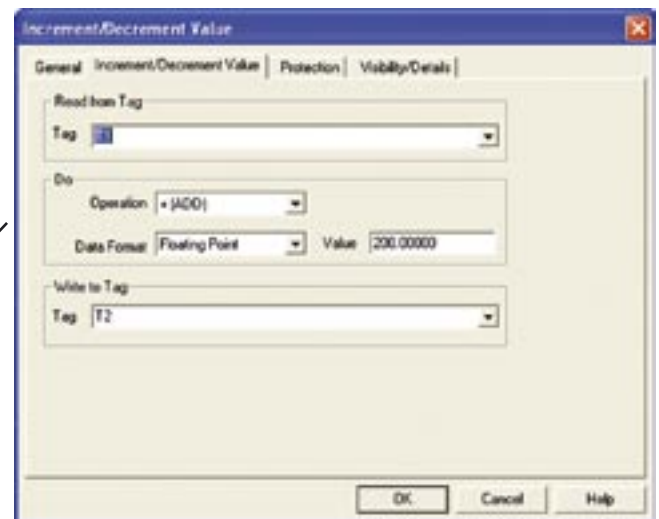 Increment/Decrement Value
General Increment/Decrement Value Protection Visibility/Details
Read from Tag
Tag
Do
Operation + (ADD)
Data Format Floating Point Value 200.00000
Write to Tag
Tag T2
OK Cancel Help